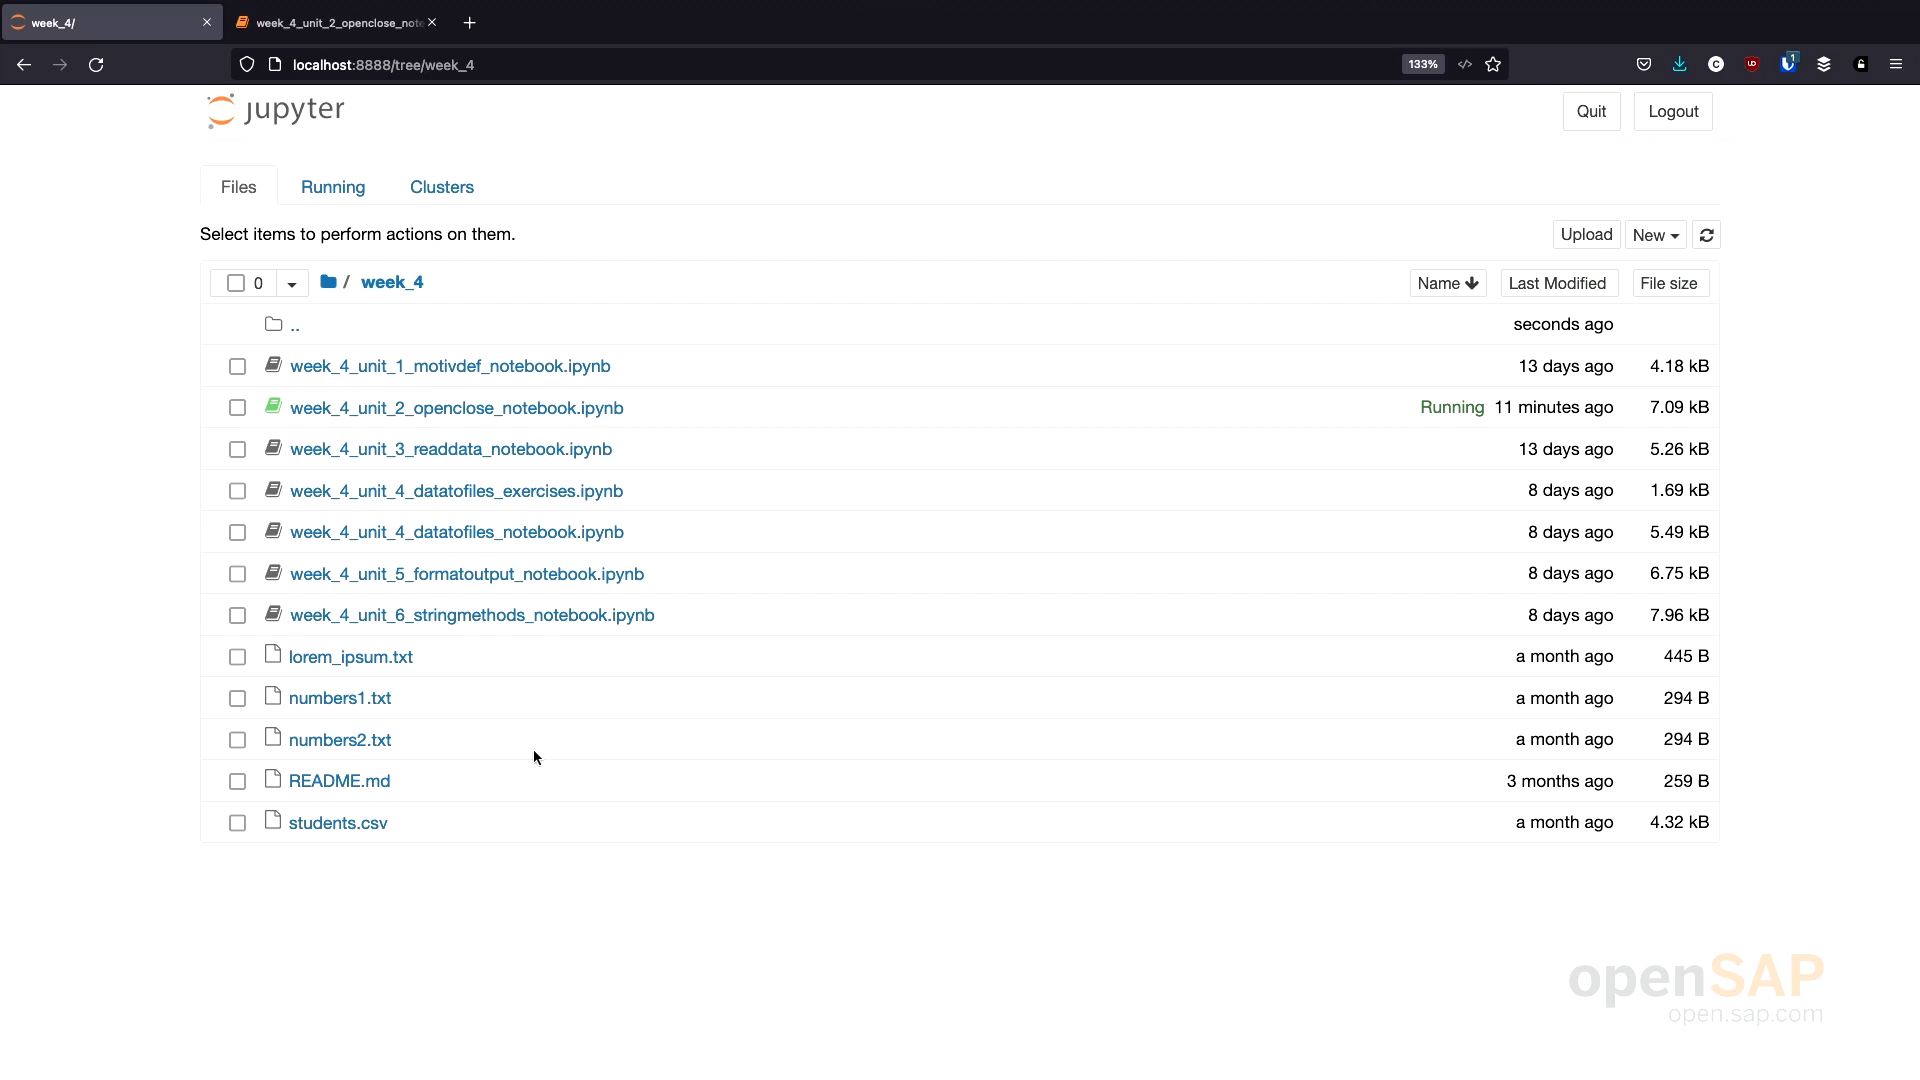 week_4/
week_4_unit_2_openclose_note
localhost:8888/tree/week_4
133%
jupyter
Quit
Logout
Files
Running
Clusters
Select items to perform actions on them.
Upload
New
0
/ week_4
Name
Last Modified
File size
..
seconds ago
week_4_unit_1_motivdef_notebook.ipynb 13 days ago 4.18 kB
week_4_unit_2_openclose_notebook.ipynb Running 11 minutes ago 7.09 kB
week_4_unit_3_readdata_notebook.ipynb 13 days ago 5.26 kB
week_4_unit_4_datatofiles_exercises.ipynb 8 days ago 1.69 kB
week_4_unit_4_datatofiles_notebook.ipynb 8 days ago 5.49 kB
week_4_unit_5_formatoutput_notebook.ipynb 8 days ago 6.75 kB
week_4_unit_6_stringmethods_notebook.ipynb 8 days ago 7.96 kB
lorem_ipsum.txt a month ago 445 B
numbers1.txt a month ago 294 B
numbers2.txt a month ago 294 B
README.md 3 months ago 259 B
students.csv a month ago 4.32 kB
openSAP
open.sap.com